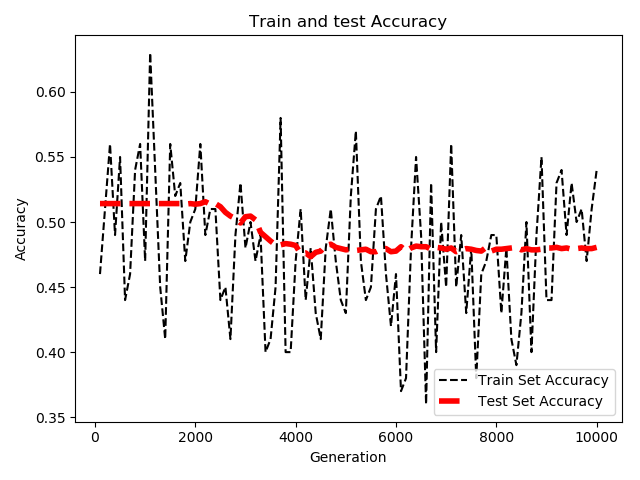 Train and test Accuracy
0.60
0.55
0.50
0.45
0.40
0.35
Accuracy
Train Set Accuracy
Test Set Accuracy
0 2000 4000 6000 8000 10000
Generation